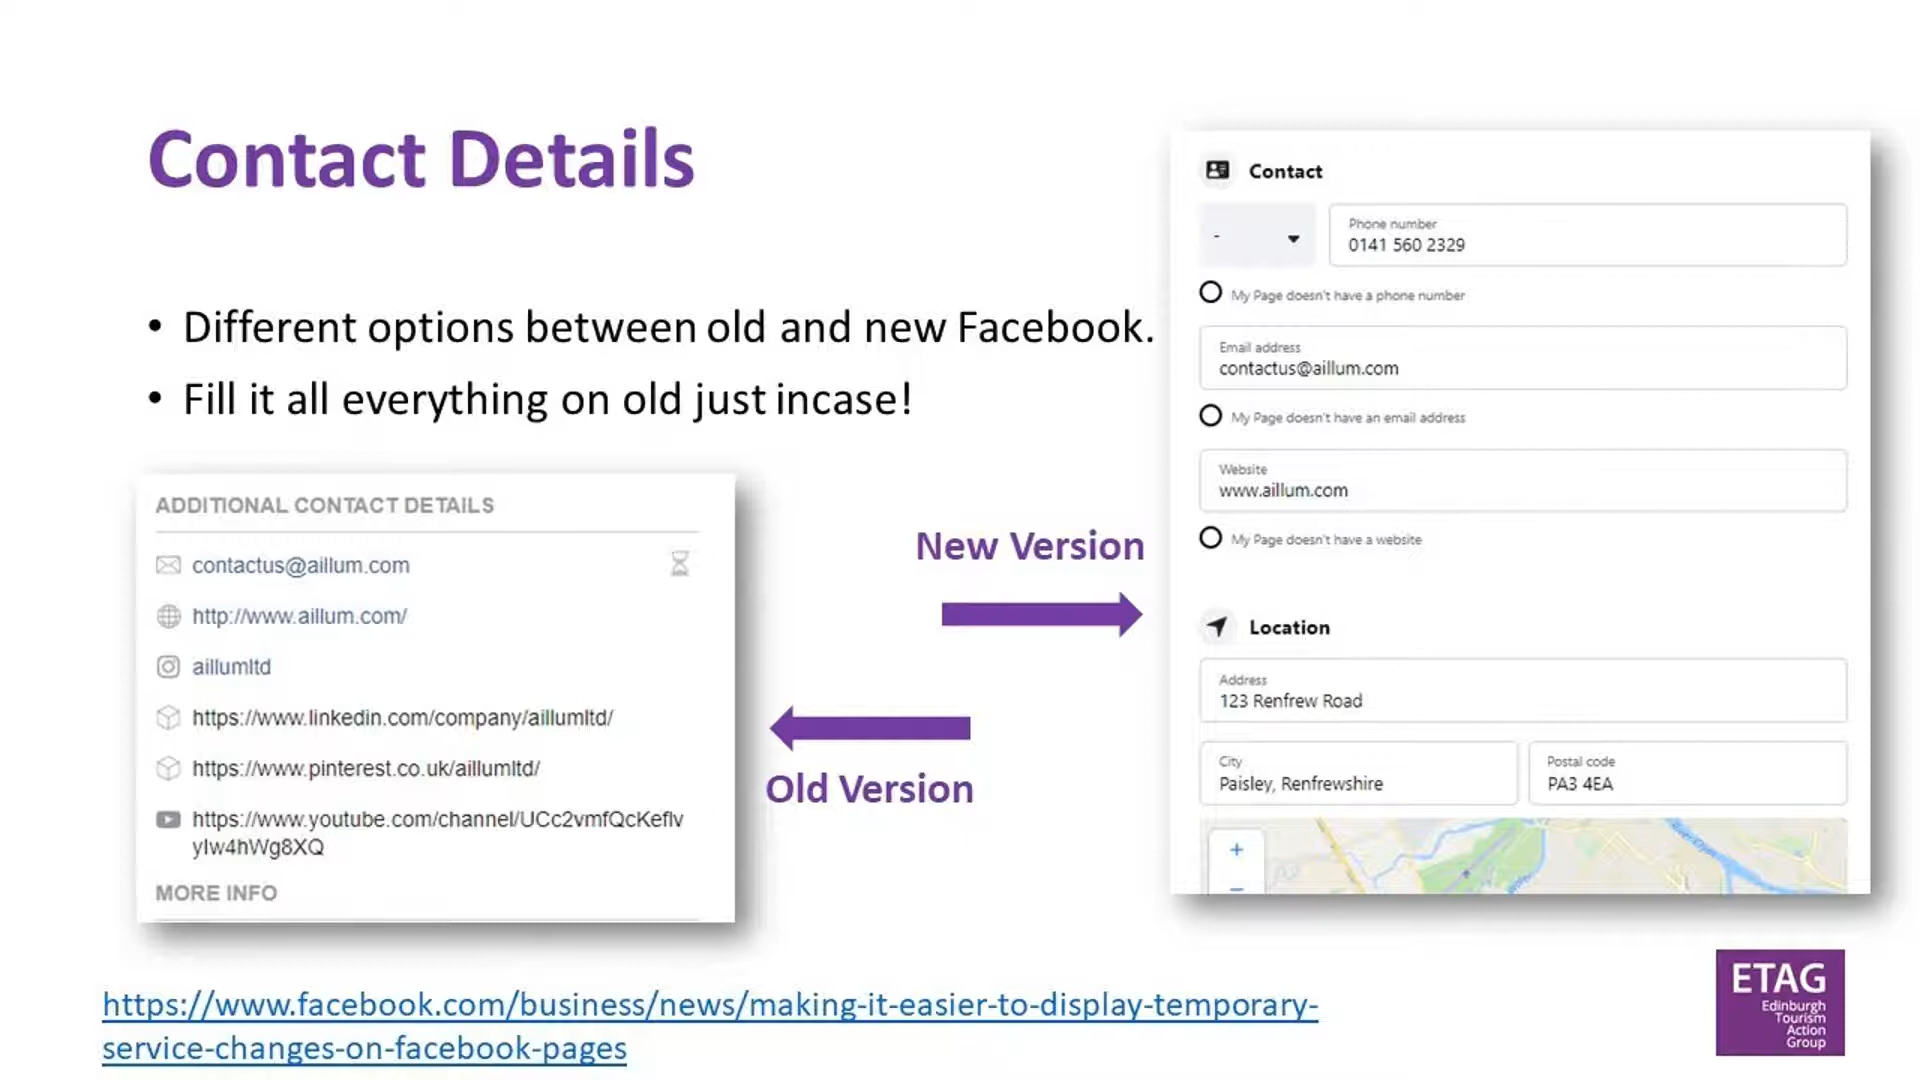 Contact Details
• Different options between old and new Facebook.
• Fill it all everything on old just incase!
ADDITIONAL CONTACT DETAILS
contactus@aillum.com
http://www.aillum.com/
aillumltd
https://www.linkedin.com/company/aillumltd/
https://www.pinterest.co.uk/aillumltd/
https://www.youtube.com/channel/UCc2vmfQcKeflv
yIw4hWg8XQ
MORE INFO
New Version
Old Version
Contact
-
Phone number
0141 560 2329
My Page doesn't have a phone number
Email address
contactus@aillum.com
My Page doesn't have an email address
Website
www.aillum.com
My Page doesn't have a website
Location
Address
123 Renfrew Road
City
Paisley, Renfrewshire
Postal code
PA3 4EA
+
−
https://www.facebook.com/business/news/making-it-easier-to-display-temporary-
service-changes-on-facebook-pages
ETAG
Edinburgh
Tourism
Action
Group